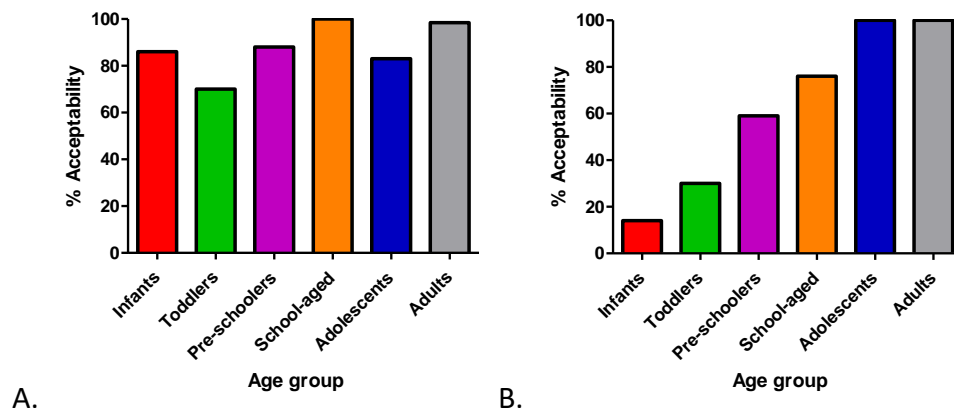 100
80
60
40
20
0
% Acceptability
Infants
Toddlers
Pre-schoolers
School-aged
Adolescents
Adults
Age group
A.
100
80
60
40
20
0
% Acceptability
Infants
Toddlers
Pre-schoolers
School-aged
Adolescents
Adults
Age group
B.